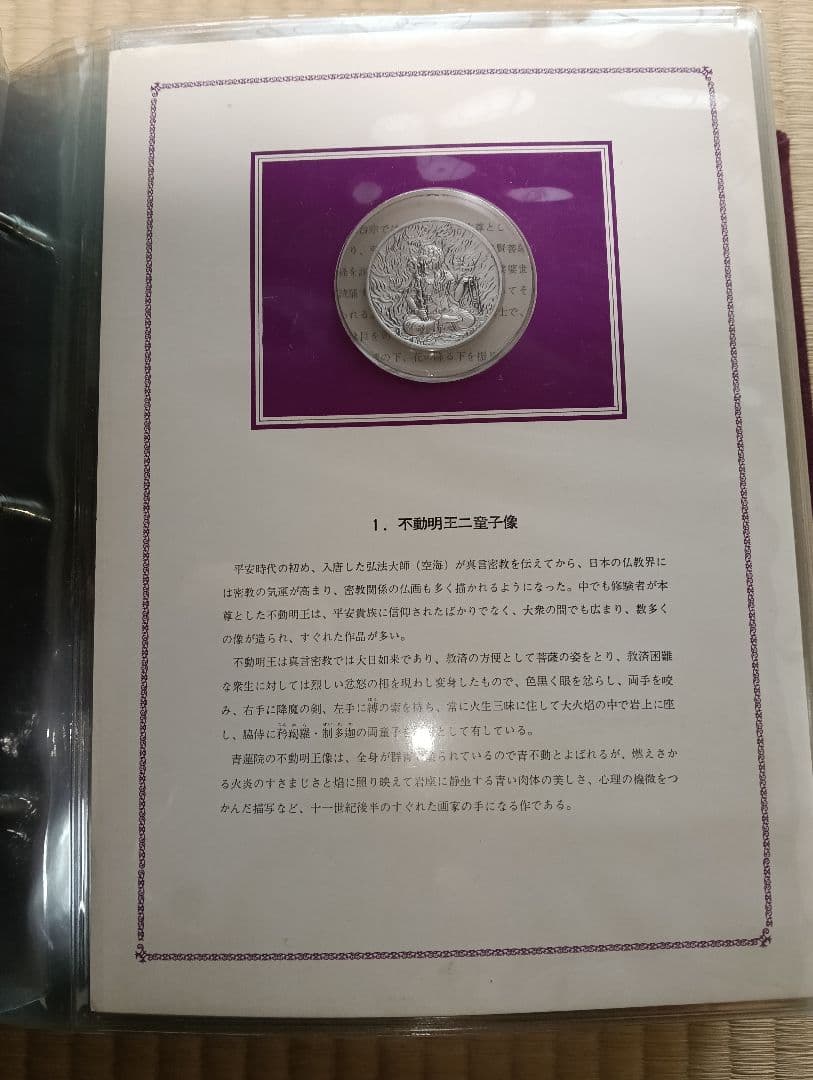 1．不動明王二童子像
平安時代の初め、入唐した弘法大師（空海）が真言密教を伝えてから、日本の仏教界に
は密教の気運が高まり、密教関係の仏画も多く描かれるようになった。中でも修験者が本
尊とした不動明王は、平安貴族に信仰されたばかりでなく、大衆の間でも広まり、数多く
の像が造られ、すぐれた作品が多い。
不動明王は真言密教では大日如来であり、救済の方便として菩薩の姿をとり、救済困難
な衆生に対しては烈しい忿怒の相を現わし変身したもので、色黒く眼を忿らし、両手を咬
み、右手に降魔の剣、左手に縛の索を持ち、常に火生三昧に住して大火焰の中で岩上に座
し、脇侍に矜羯羅・制多迦の両童子を として有している。
青蓮院の不動明王像は、全身が群青 られているので青不動とよばれるが、燃えさか
る火炎のすさまじさと焰に照り映えて岩座に静坐する青い肉体の美しさ、心理の機微をつ
かんだ描写など、十一世紀後半のすぐれた画家の手になる作である。